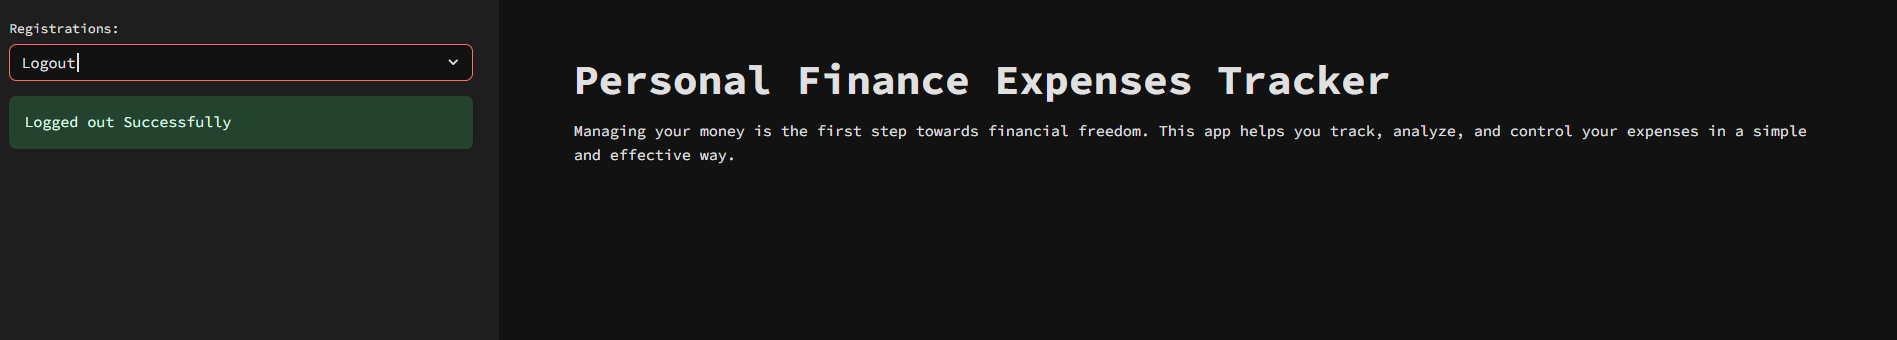 Registrations:
Logout
Logged out Successfully
Personal Finance Expenses Tracker
Managing your money is the first step towards financial freedom. This app helps you track, analyze, and control your expenses in a simple
and effective way.